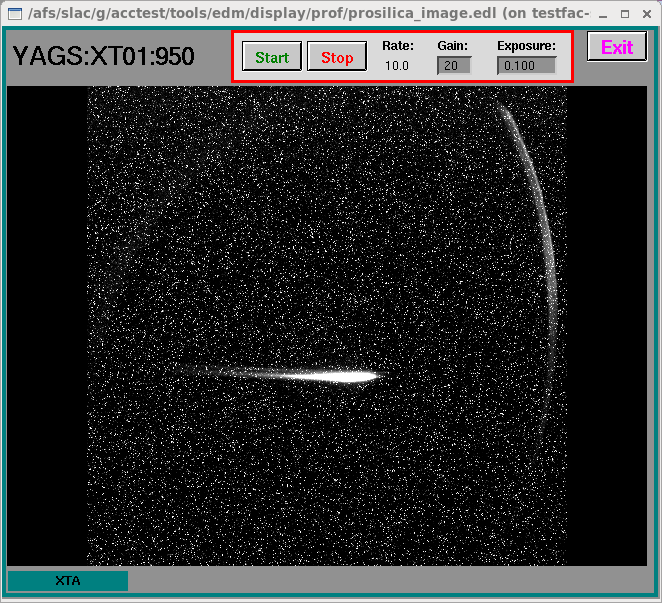 /afs/slac/g/acctest/tools/edm/display/prof/prosilica_image.edl (on testfac-
YAGS:XT01:950
Start
Stop
Rate:
10.0
Gain:
20
Exposure:
0.100
Exit
XTA